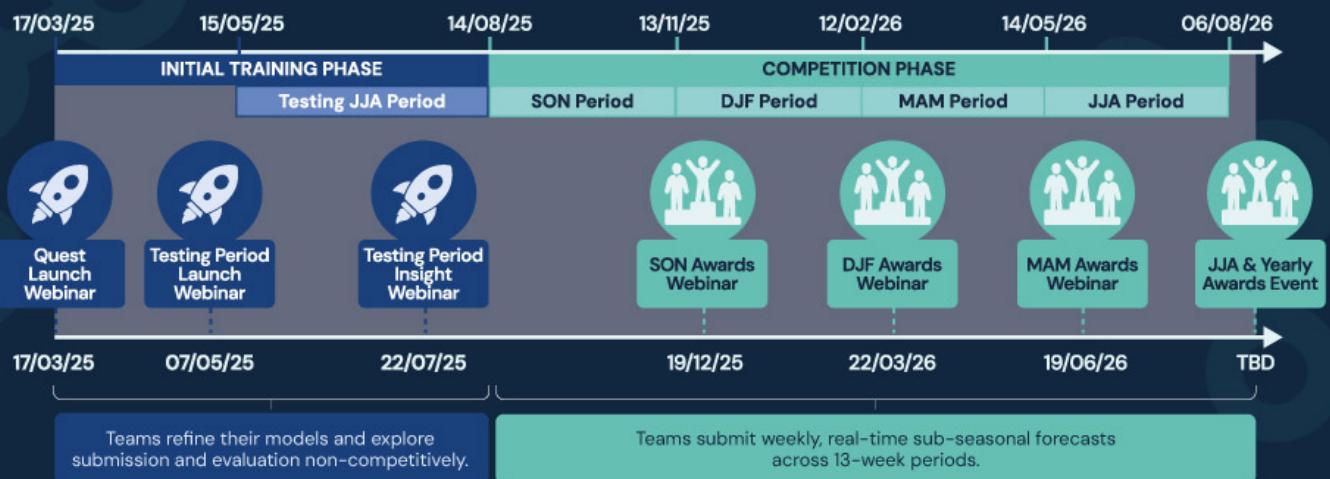 17/03/25 15/05/25 14/08/25 13/11/25 12/02/26 14/05/26 06/08/26
INITIAL TRAINING PHASE COMPETITION PHASE
Testing JJA Period SON Period DJF Period MAM Period JJA Period
Quest
Launch
Webinar
Testing Period
Launch
Webinar
Testing Period
Insight
Webinar
SON Awards
Webinar
DJF Awards
Webinar
MAM Awards
Webinar
JJA & Yearly
Awards Event
17/03/25 07/05/25 22/07/25 19/12/25 22/03/26 19/06/26 TBD
Teams refine their models and explore
submission and evaluation non-competitively.
Teams submit weekly, real-time sub-seasonal forecasts
across 13-week periods.